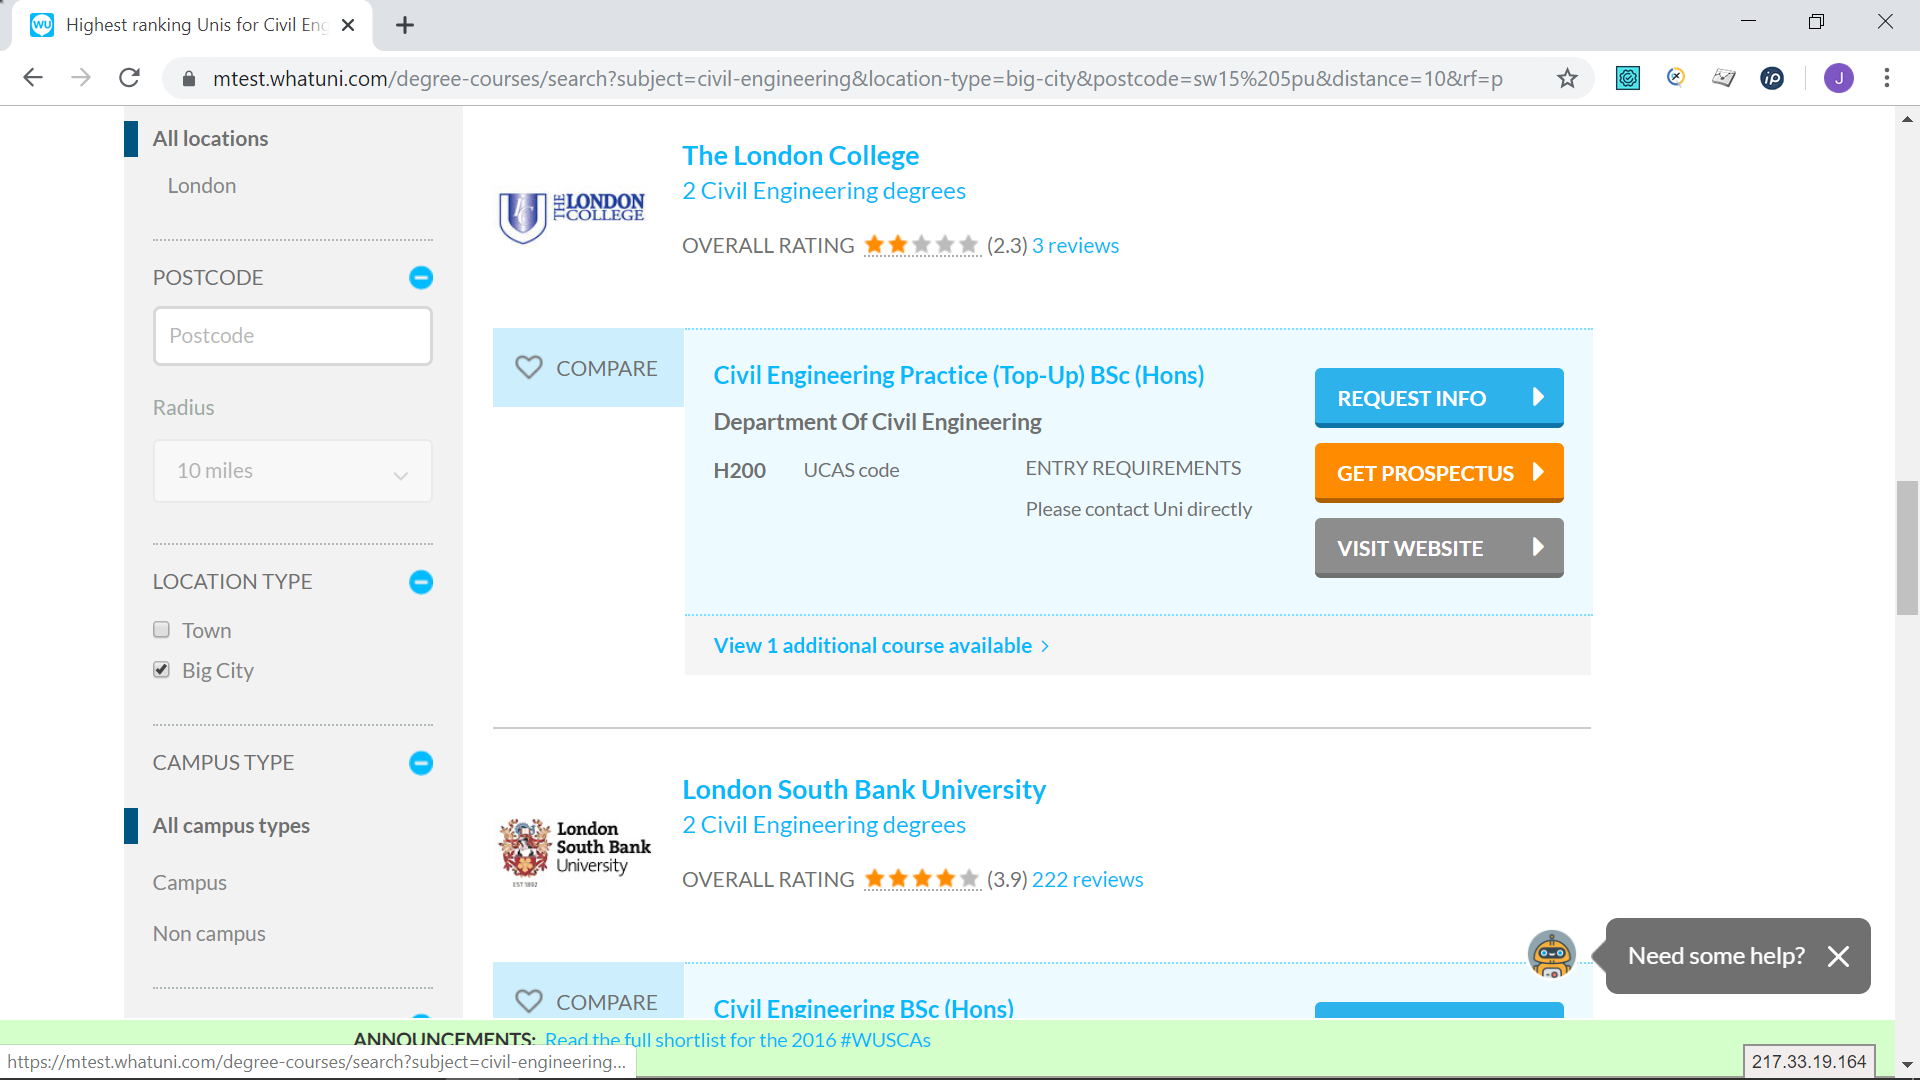 WU
Highest ranking Unis for Civil Eng
mtest.whatuni.com/degree-courses/search?subject=civil-engineering&location-type=big-city&postcode=sw15%205pu&distance=10&rf=p
ip
J
All locations
London
POSTCODE
Postcode
Radius
10 miles
LOCATION TYPE
Town
Big City
CAMPUS TYPE
All campus types
Campus
Non campus
THE LONDON
COLLEGE
The London College
2 Civil Engineering degrees
OVERALL RATING (2.3) 3 reviews
COMPARE
Civil Engineering Practice (Top-Up) BSc (Hons)
Department Of Civil Engineering
H200 UCAS code
ENTRY REQUIREMENTS
Please contact Uni directly
REQUEST INFO
GET PROSPECTUS
VISIT WEBSITE
View 1 additional course available >
London
South Bank
University
EST 1892
London South Bank University
2 Civil Engineering degrees
OVERALL RATING (3.9) 222 reviews
COMPARE
Civil Engineering BSc (Hons)
Need some help?
ANNOUNCEMENTS: Read the full shortlist for the 2016 #WUSCAs
https://mtest.whatuni.com/degree-courses/search?subject=civil-engineering...
217.33.19.164